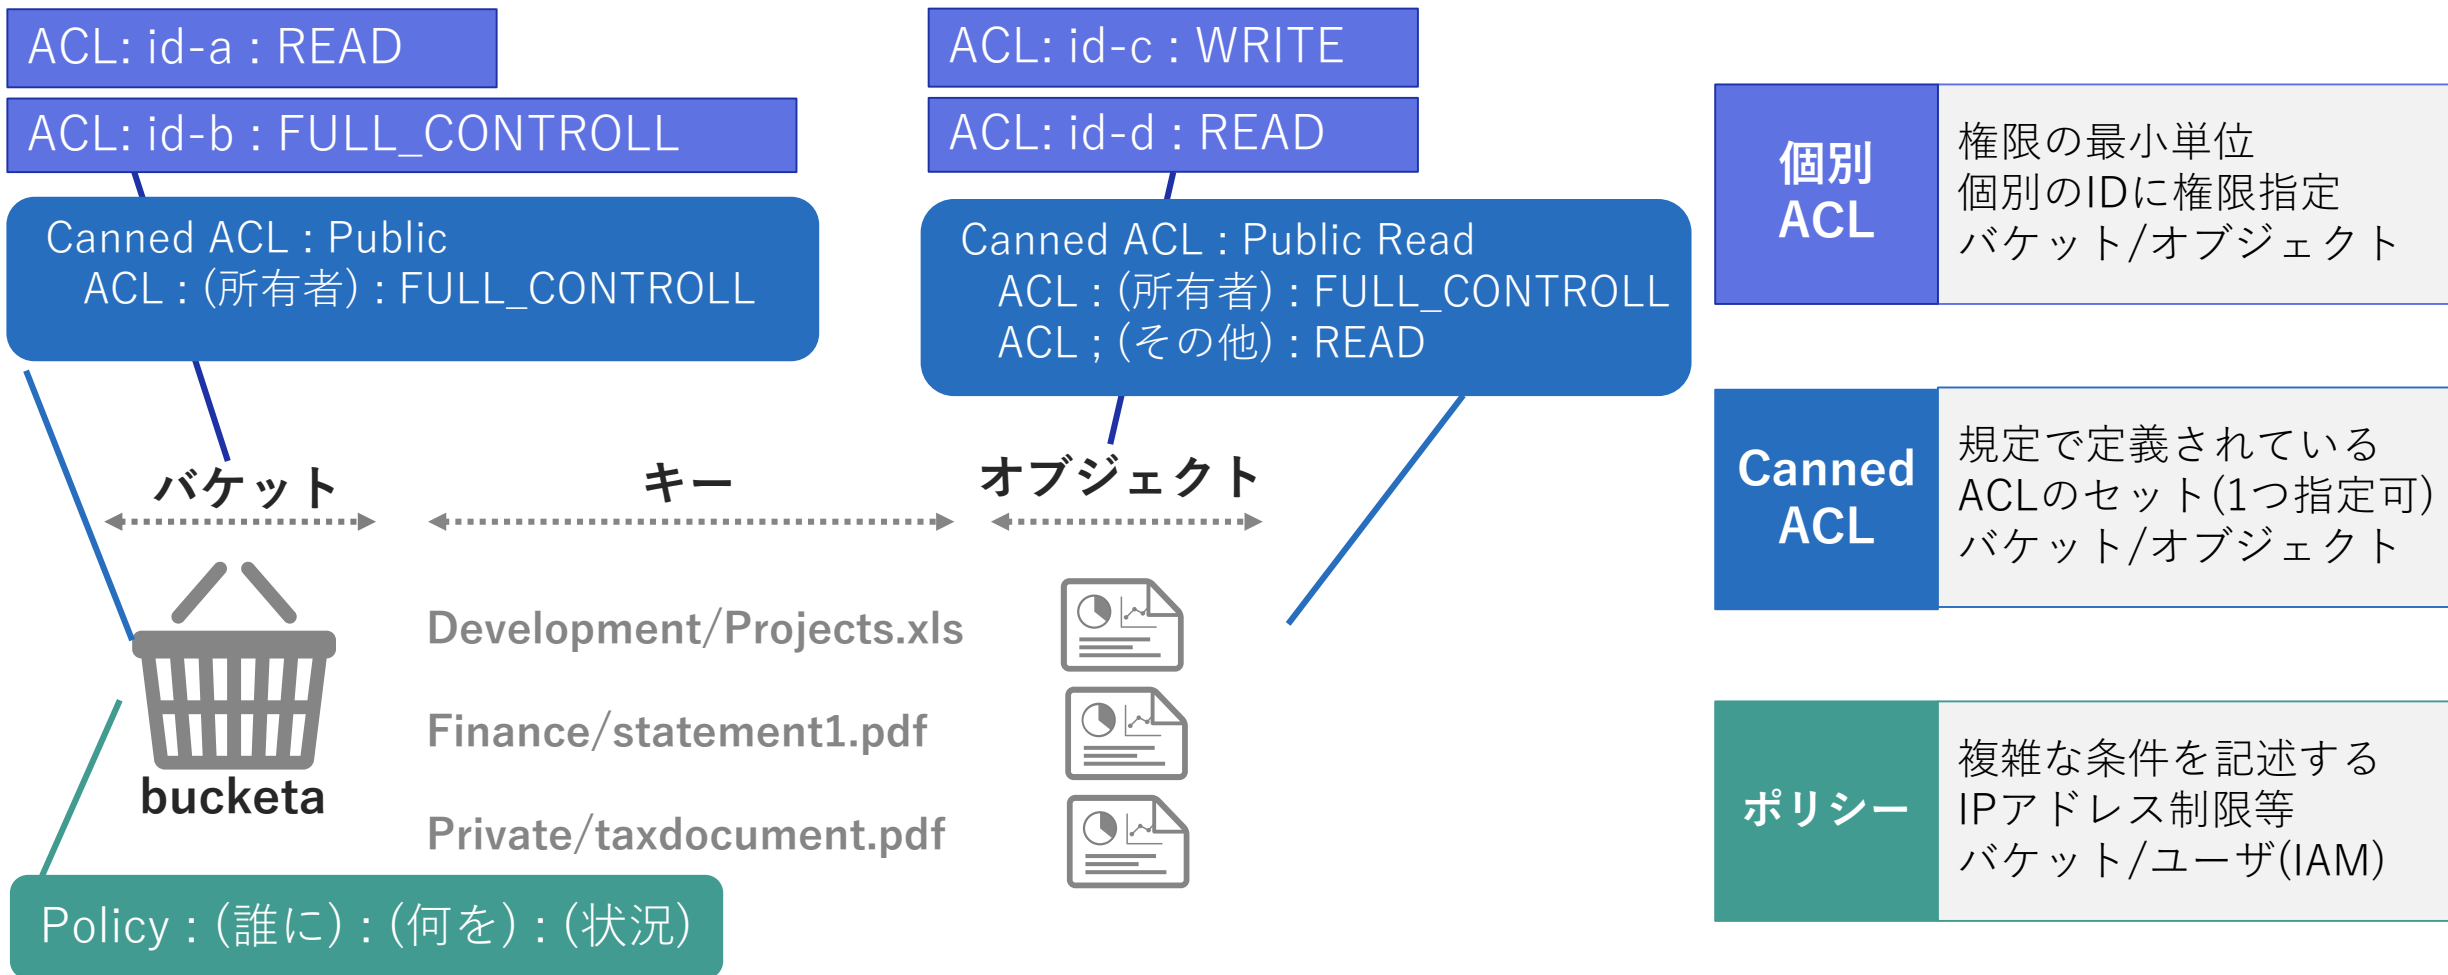 ACL: id-a : READ
ACL: id-b : FULL_CONTROLL
Canned ACL : Public
ACL : (所有者) : FULL_CONTROLL
ACL: id-c : WRITE
ACL: id-d : READ
Canned ACL : Public Read
ACL : (所有者) : FULL_CONTROLL
ACL ; (その他) : READ
バケット
キー
オブジェクト
Development/Projects.xls
Finance/statement1.pdf
Private/taxdocument.pdf
bucketa
Policy : (誰に) : (何を) : (状況)
個別
ACL
権限の最小単位
個別のIDに権限指定
バケット/オブジェクト
Canned
ACL
規定で定義されている
ACLのセット(1つ指定可)
バケット/オブジェクト
ポリシー
複雑な条件を記述する
IPアドレス制限等
バケット/ユーザ(IAM)